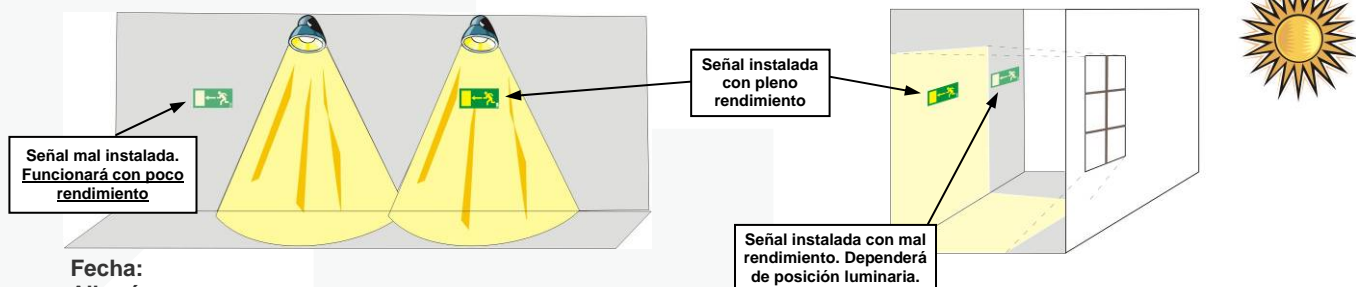 Señal instalada
con pleno
rendimiento
Señal mal instalada.
Funcionará con poco
rendimiento
Señal instalada con mal
rendimiento. Dependerá
de posición luminaria.
Fecha: